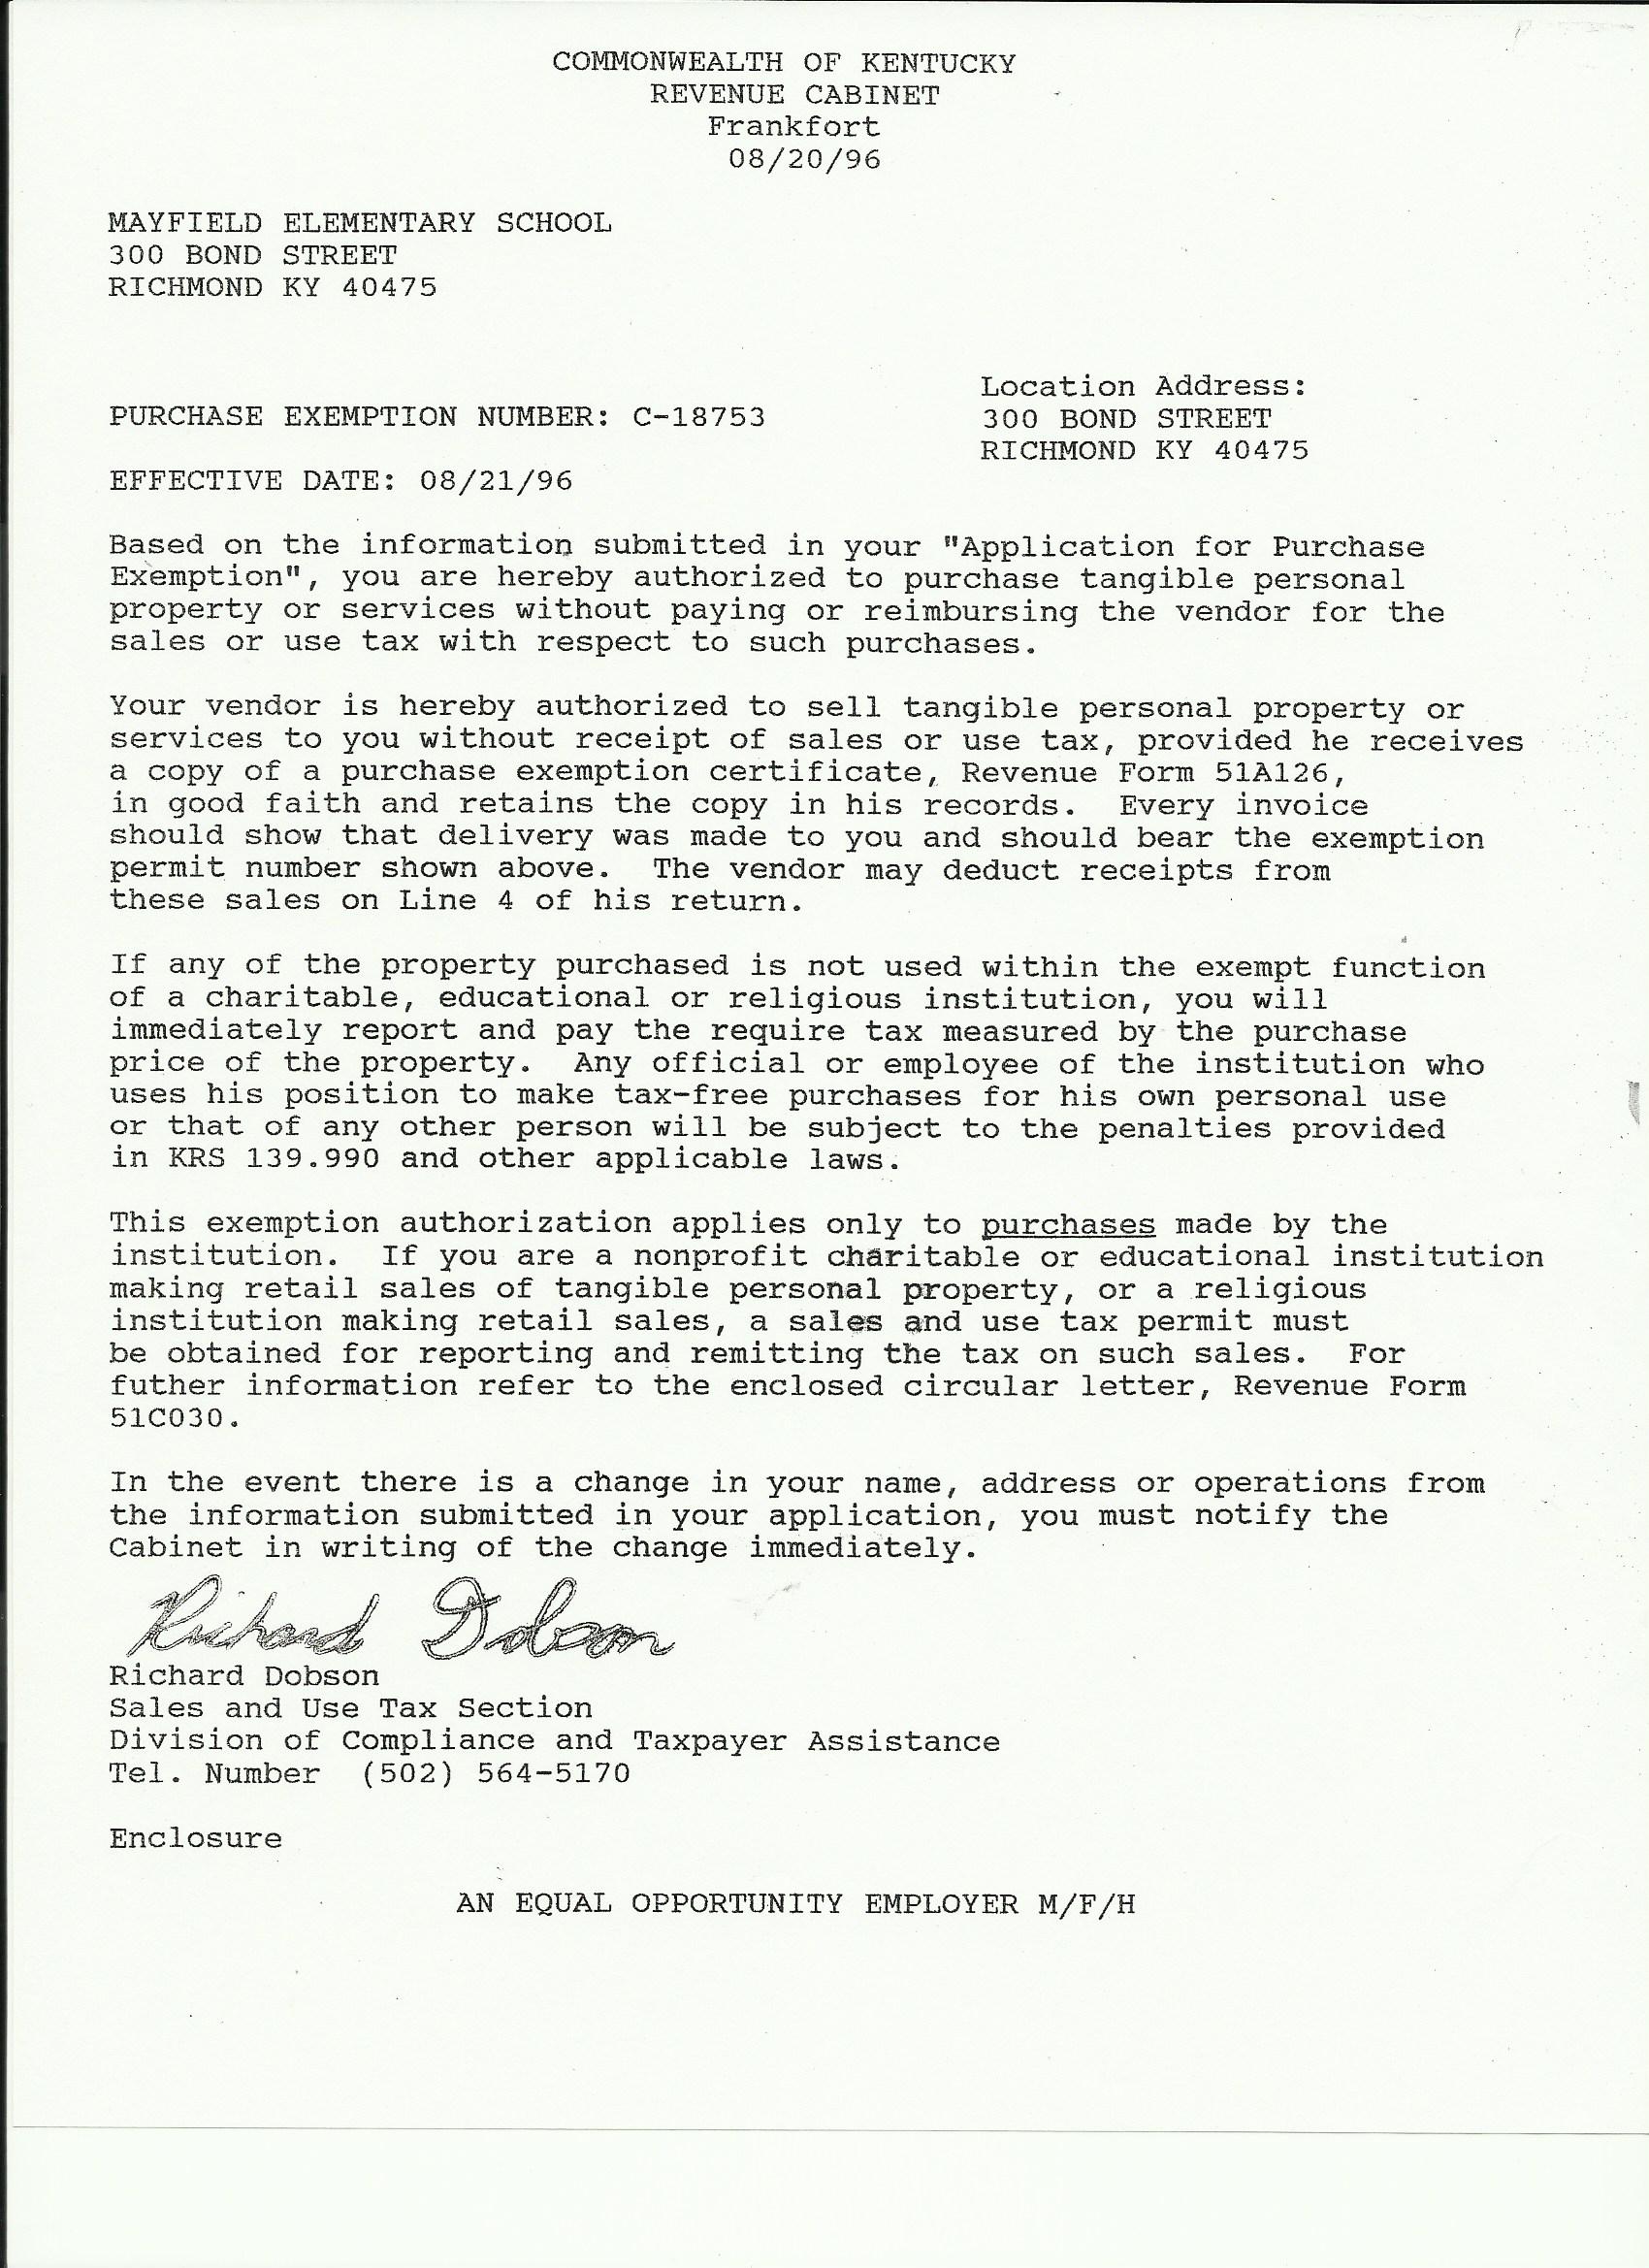 COMMONWEALTH OF KENTUCKY
REVENUE CABINET
Frankfort
08/20/96
MAYFIELD ELEMENTARY SCHOOL
300 BOND STREET
RICHMOND KY 40475
Location Address:
PURCHASE EXEMPTION NUMBER: C-18753 300 BOND STREET
RICHMOND KY 40475
EFFECTIVE DATE: 08/21/96
Based on the information submitted in your "Application for Purchase
Exemption", you are hereby authorized to purchase tangible personal
property or services without paying or reimbursing the vendor for the
sales or use tax with respect to such purchases.
Your vendor is hereby authorized to sell tangible personal property or
services to you without receipt of sales or use tax, provided he receives
a copy of a purchase exemption certificate, Revenue Form 51A126,
in good faith and retains the copy in his records. Every invoice
should show that delivery was made to you and should bear the exemption
permit number shown above. The vendor may deduct receipts from
these sales on Line 4 of his return.
If any of the property purchased is not used within the exempt function
of a charitable, educational or religious institution, you will
immediately report and pay the require tax measured by the purchase
price of the property. Any official or employee of the institution who
uses his position to make tax-free purchases for his own personal use
or that of any other person will be subject to the penalties provided
in KRS 139.990 and other applicable laws.
This exemption authorization applies only to purchases made by the
institution. If you are a nonprofit charitable or educational institution
making retail sales of tangible personal property, or a religious
institution making retail sales, a sales and use tax permit must
be obtained for reporting and remitting the tax on such sales. For
futher information refer to the enclosed circular letter, Revenue Form
51C030.
In the event there is a change in your name, address or operations from
the information submitted in your application, you must notify the
Cabinet in writing of the change immediately.
Richard Dobson
Richard Dobson
Sales and Use Tax Section
Division of Compliance and Taxpayer Assistance
Tel. Number (502) 564-5170
Enclosure
AN EQUAL OPPORTUNITY EMPLOYER M/F/H